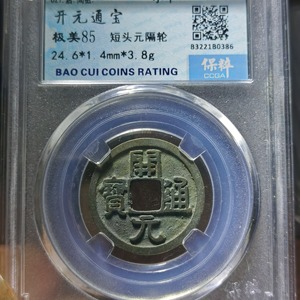 开元通宝
极美85 短头元隔轮
24.6*1.4mm*3.8g
BAO CUI COINS RATING
B3221B0386
保粹
CCGA
開
寶 通
元